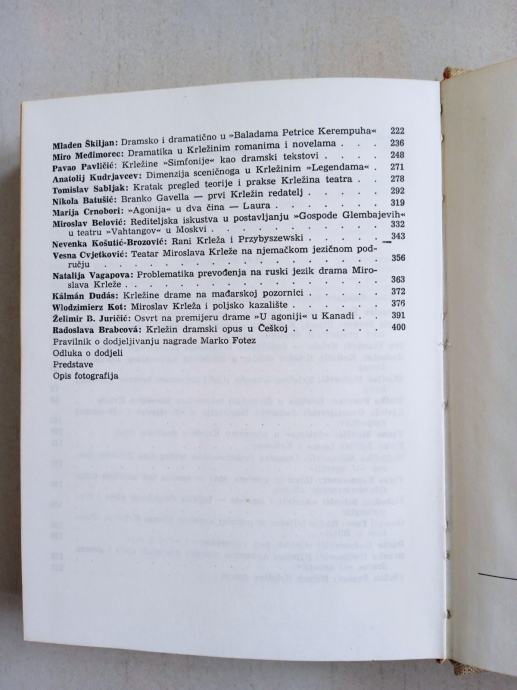 Mladen Škiljan: Dramsko i dramatično u »Baladama Petrice Kerempuha« 222
Miro Međimorec: Dramatika u Krležinim romanima i novelama . . . 236
Pavao Pavličić: Krležine »Simfonije« kao dramski tekstovi . . . 248
Anatolij Kudrjavcev: Dimenzija sceničnoga u Krležinim »Legendama« . 271
Tomislav Sabljak: Kratak pregled teorije i prakse Krležina teatra . . 278
Nikola Batušić: Branko Gavella — prvi Krležin redatelj . . . . 292
Marija Crnobori: »Agonija« u dva čina — Laura . . . . . 319
Miroslav Belović: Rediteljska iskustva u postavljanju »Gospode Glembajevih«
u teatru »Vahtangov« u Moskvi . . . . . . . . 332
Nevenka Košutić-Brozović: Rani Krleža i Przybyszewski . . . . 343
Vesna Cvjetković: Teatar Miroslava Krleže na njemačkom jezičnom pod-
ručju . . . . . . . . . . . . . 356
Natalija Vagapova: Problematika prevođenja na ruski jezik drama Miro-
slava Krleže . . . . . . . . . . . . 363
Kálmán Dudás: Krležine drame na mađarskoj pozornici . . . . 372
Wlodzimierz Kot: Miroslav Krleža i poljsko kazalište . . . . . 376
Želimir B. Juričić: Osvrt na premijeru drame »U agoniji« u Kanadi . . 391
Radoslava Brabcová: Krležin dramski opus u Češkoj . . . . . 400
Pravilnik o dodjeljivanju nagrade Marko Fotez
Odluka o dodjeli
Predstave
Opis fotografija